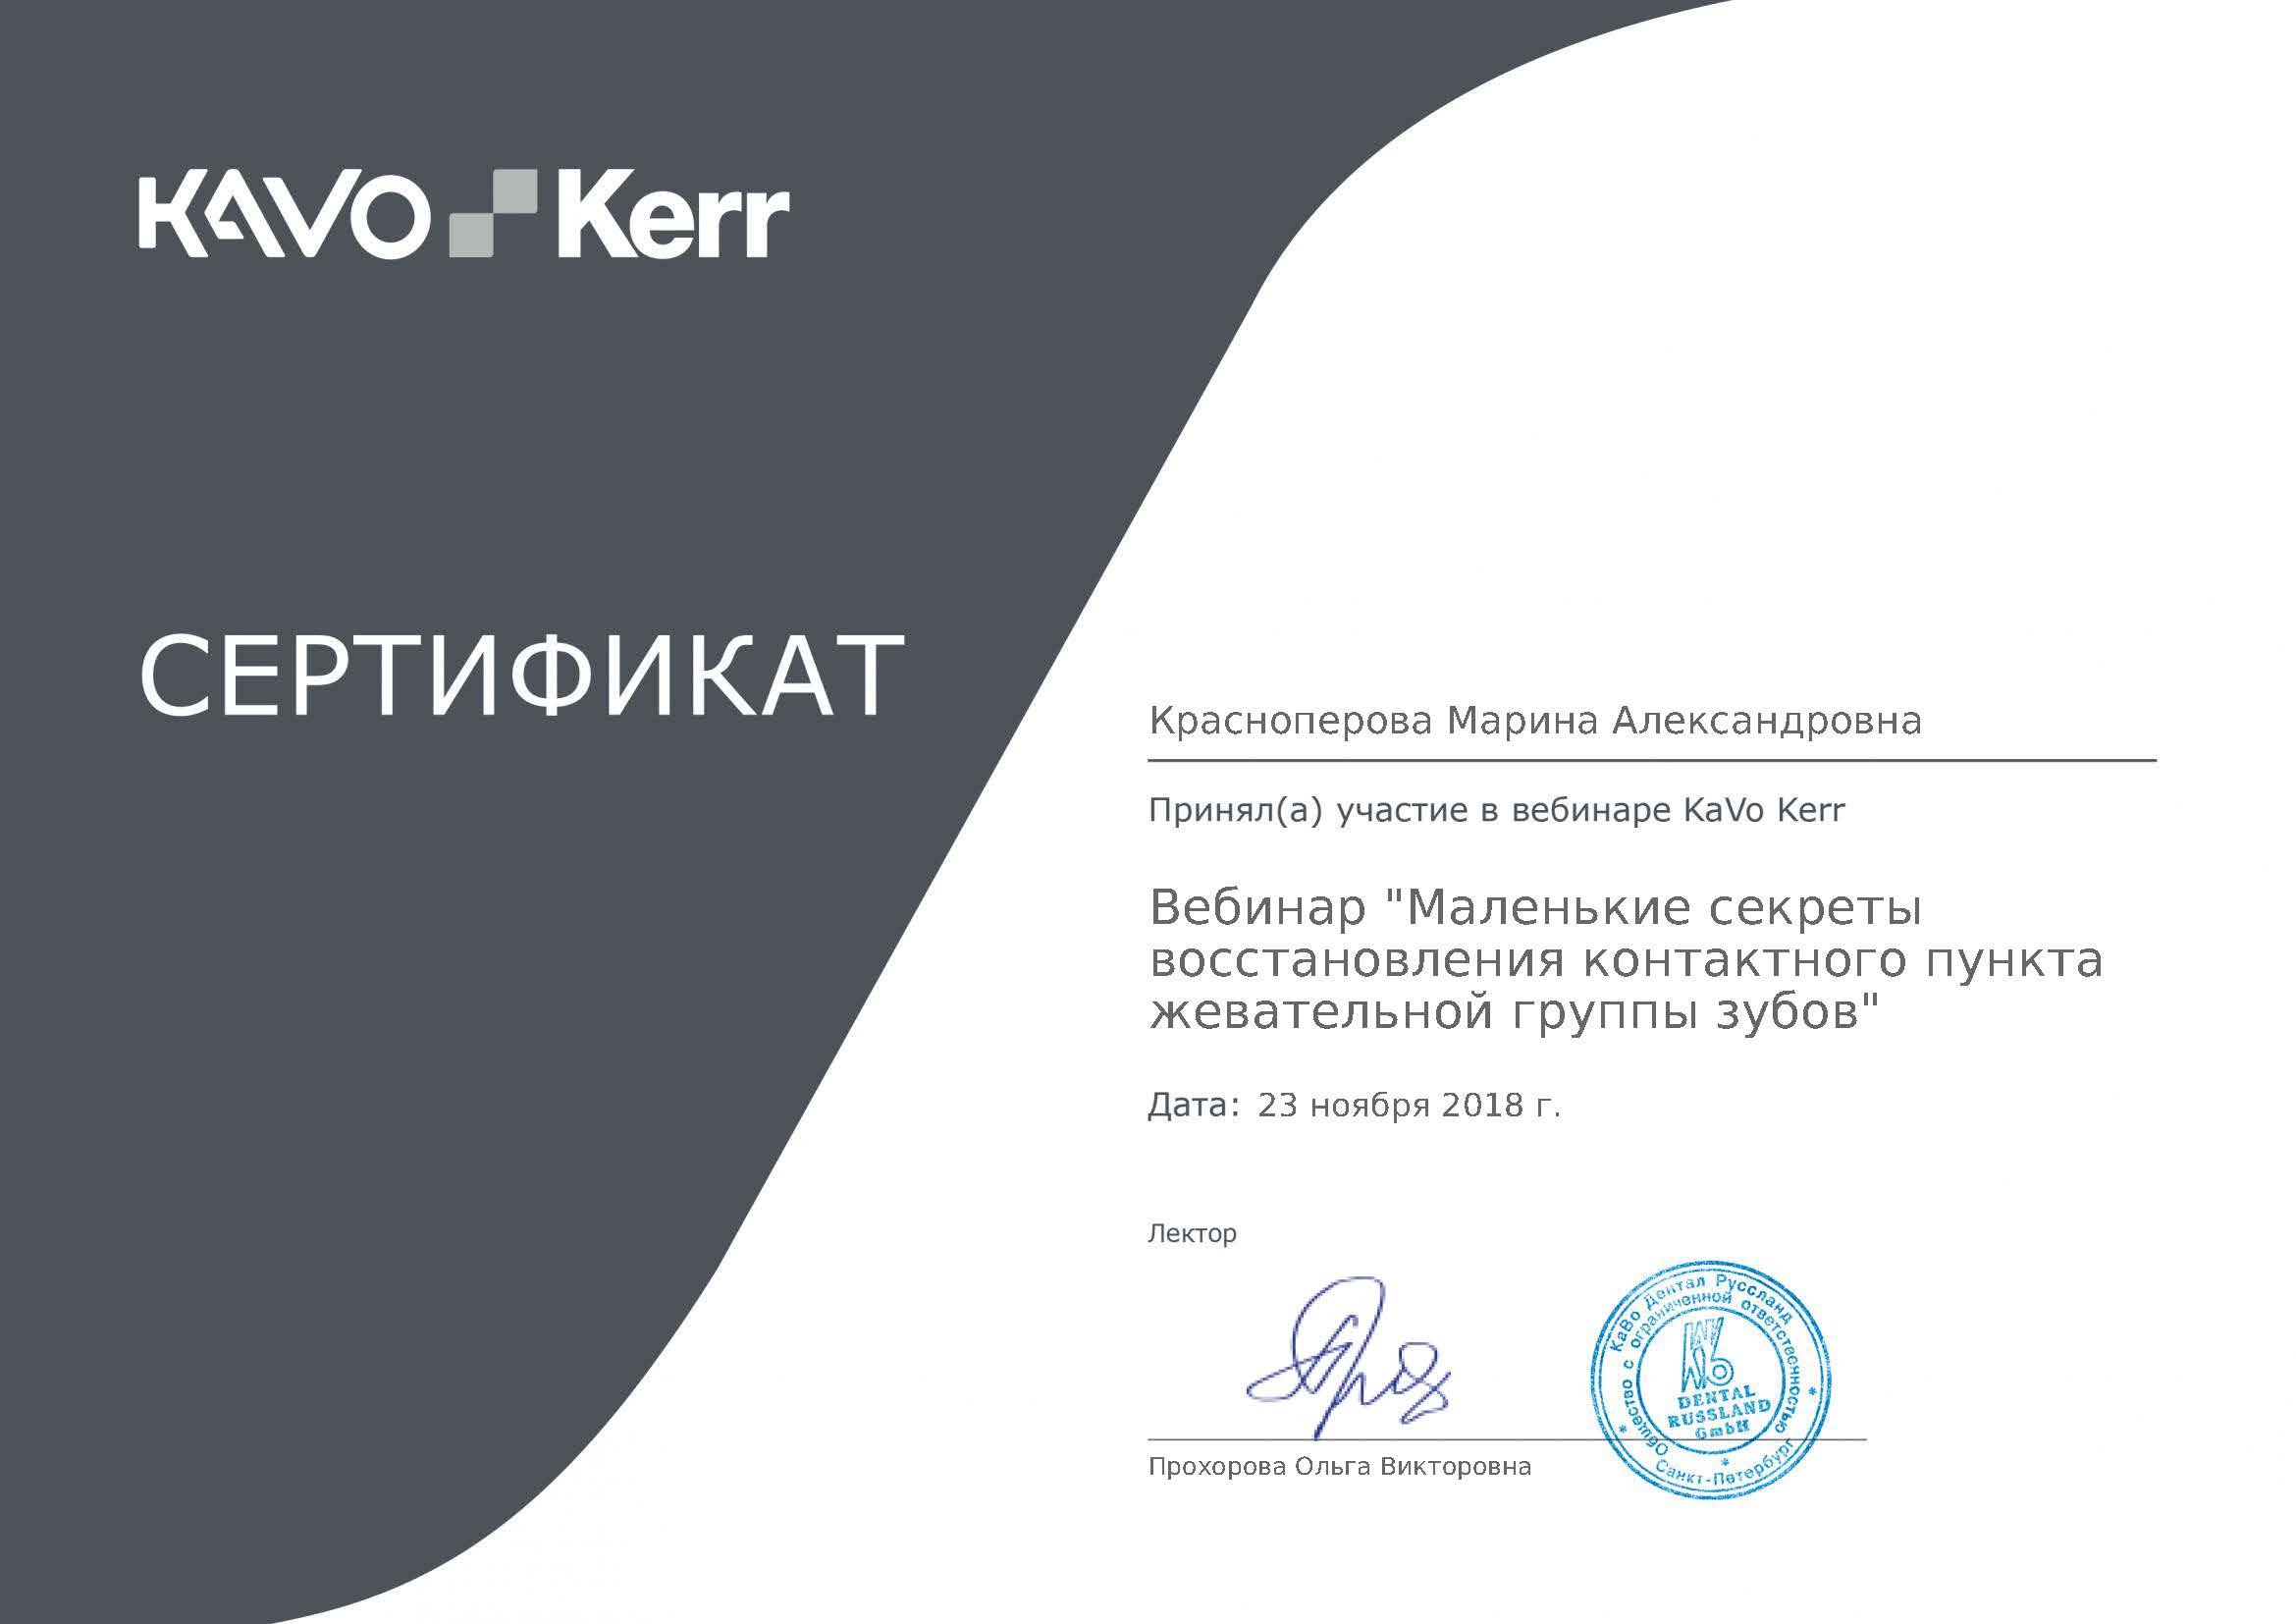 KAVO Kerr
СЕРТИФИКАТ
Красноперова Марина Александровна
Принял(а) участие в вебинаре KaVo Kerr
Вебинар "Маленькие секреты
восстановления контактного пункта
жевательной группы зубов"
Дата: 23 ноября 2018 г.
Лектор
КаВо Дентал Руссланд
Общество с ограниченной ответственностью
DENTAL
RUSSLAND
GmbH
Санкт-Петербург
Прохорова Ольга Викторовна